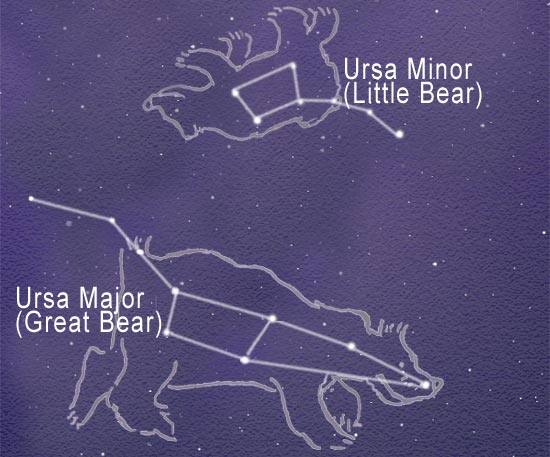 Ursa Minor
(Little Bear)
Ursa Major
(Great Bear)